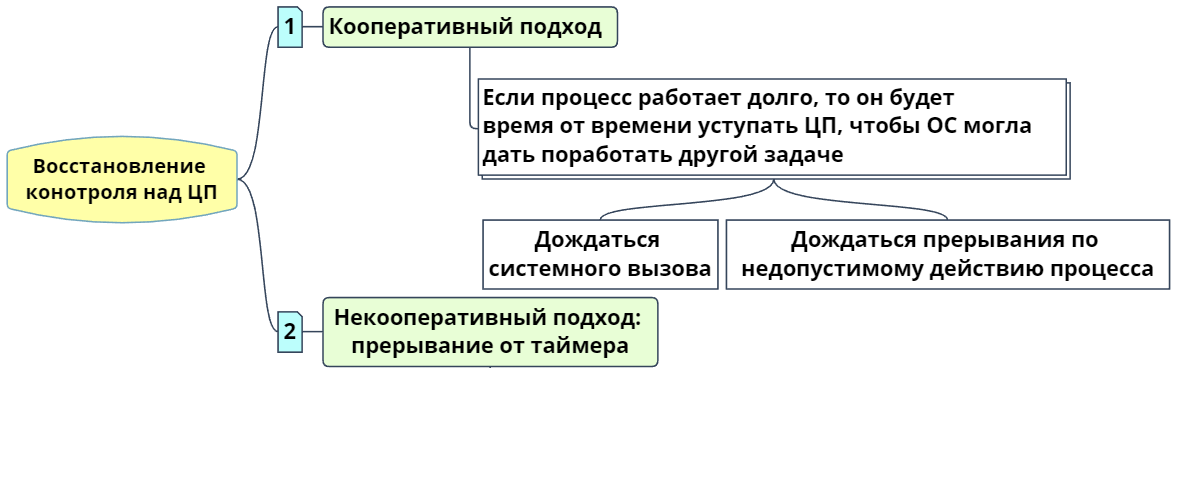 1
Кооперативный подход
Если процесс работает долго, то он будет
время от времени уступать ЦП, чтобы ОС могла
дать поработать другой задаче
Восстановление
конотроля над ЦП
Дождаться
системного вызова
Дождаться прерывания по
недопустимому действию процесса
2
Некооперативный подход:
прерывание от таймера